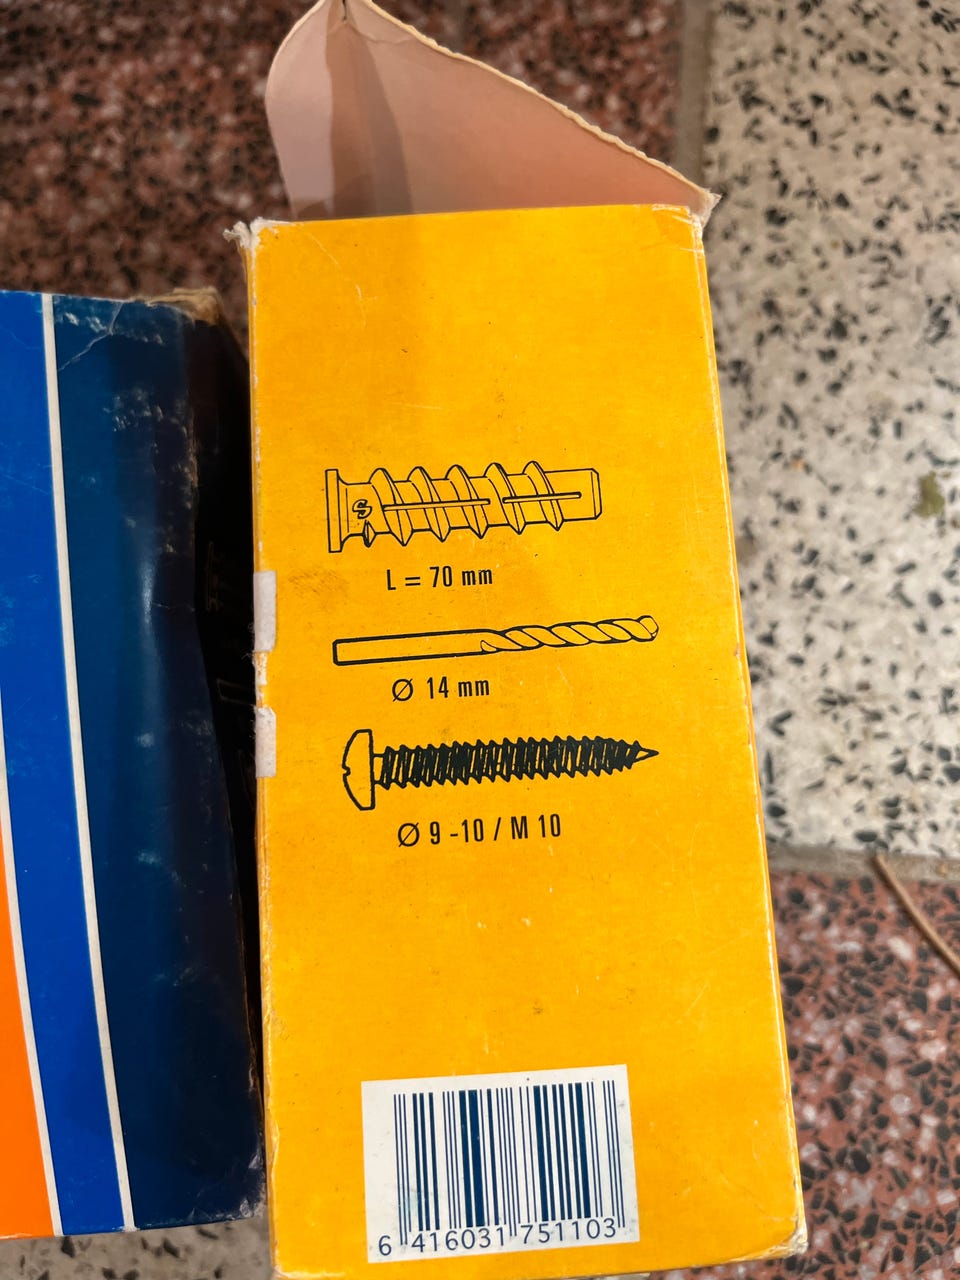 S
L = 70 mm
Ø 14 mm
Ø 9 -10 / M 10
6 416031 751103